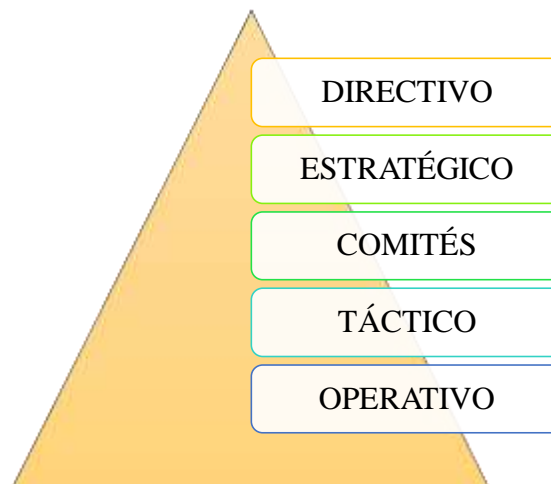 DIRECTIVO
ESTRATÉGICO
COMITÉS
TÁCTICO
OPERATIVO